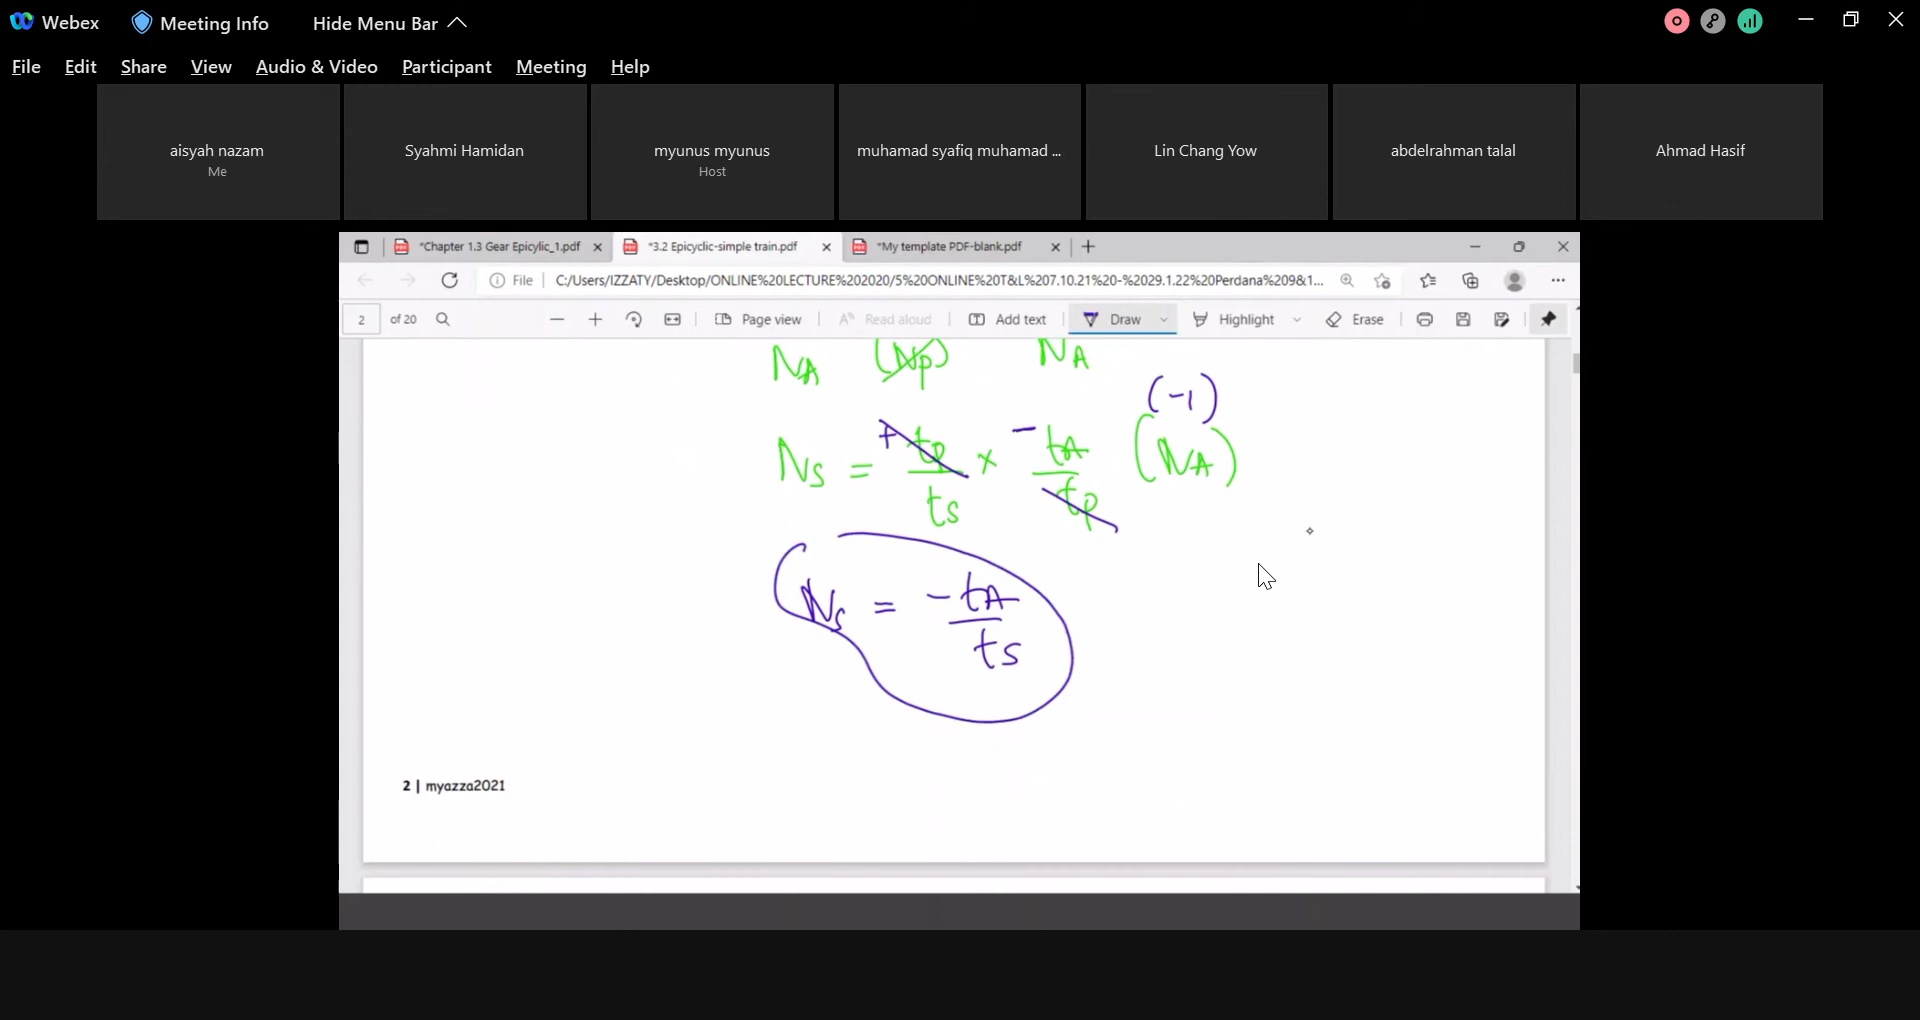 Webex Meeting Info Hide Menu Bar
File Edit Share View Audio & Video Participant Meeting Help
aisyah nazam
Me
Syahmi Hamidan
myunus myunus
Host
muhamad syafiq muhamad ...
Lin Chang Yow
abdelrahman talal
Ahmad Hasif
*Chapter 1.3 Gear Epicylic_1.pdf
*3.2 Epicyclic-simple train.pdf
*My template PDF-blank.pdf
File C:/Users/IZZATY/Desktop/ONLINE%20LECTURE%202020/5%20ONLINE%20T&L%207.10.21%20-%2029.1.22%20Perdana%209&1...
2 of 20 Page view Read aloud Add text Draw Highlight Erase
NA (Np) NA
(-1)
Ns = + tp/ts × - tA/tp (NA)
Ns = - tA/ts
2 | myazza2021